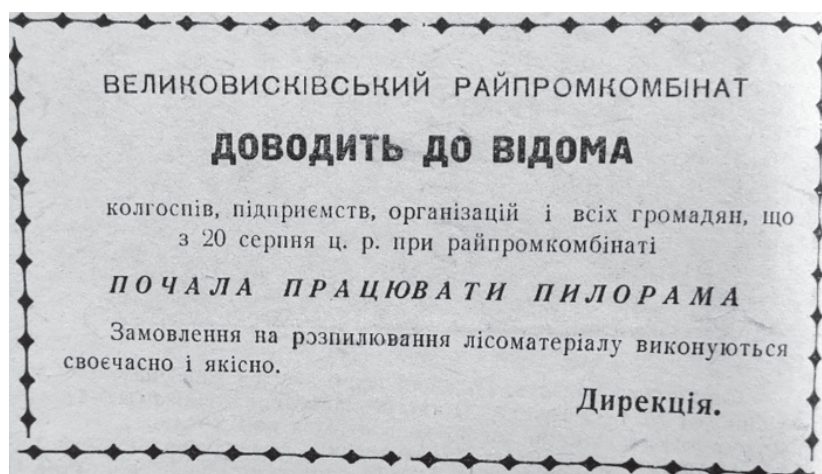 ВЕЛИКОВИСКІВСЬКИЙ РАЙПРОМКОМБІНАТ
ДОВОДИТЬ ДО ВІДОМА
колгоспів, підприємств, організацій і всіх громадян, що
з 20 серпня ц. р. при райпромкомбінаті
ПОЧАЛА ПРАЦЮВАТИ ПИЛОРАМА
Замовлення на розпилювання лісоматеріалу виконуються
своєчасно і якісно.
Дирекція.